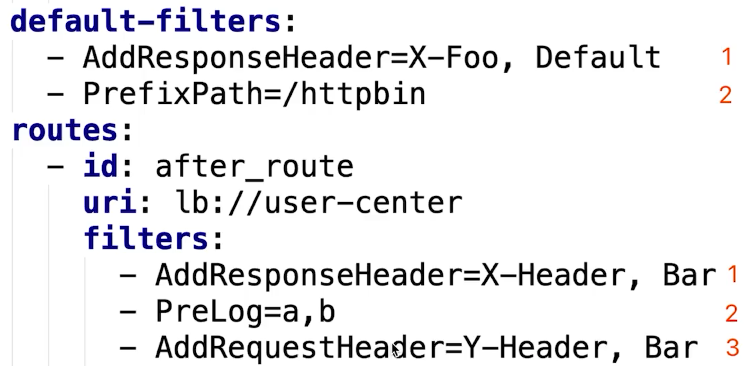 default-filters:
- AddResponseHeader=X-Foo, Default 1
- PrefixPath=/httpbin 2
routes:
- id: after_route
uri: lb://user-center
filters:
- AddResponseHeader=X-Header, Bar 1
- PreLog=a,b 2
- AddRequestHeader=Y-Header, Bar 3